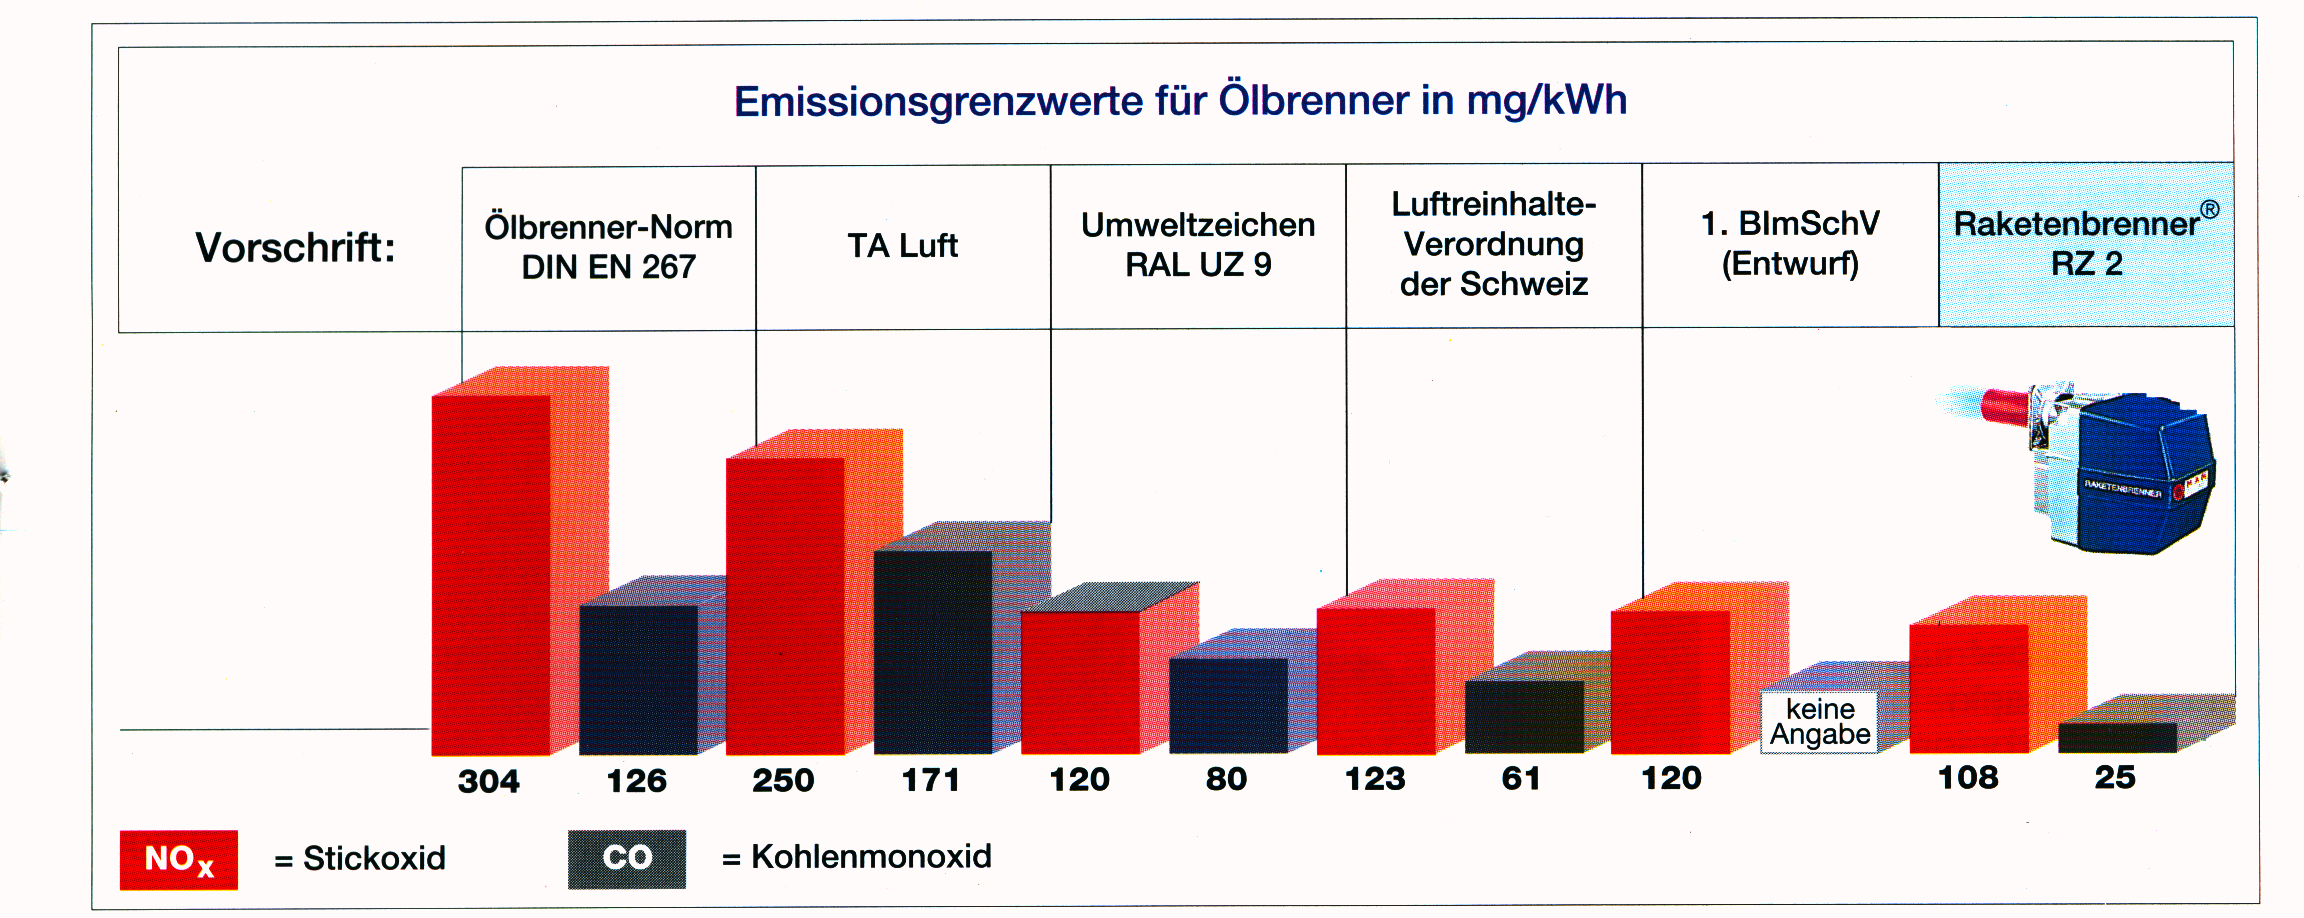 Emissionsgrenzwerte für Ölbrenner in mg/kWh
Vorschrift:
Ölbrenner-Norm
DIN EN 267
TA Luft
Umweltzeichen
RAL UZ 9
Luftreinhalte-
Verordnung
der Schweiz
1. BImSchV
(Entwurf)
Raketenbrenner®
RZ 2
RAKETENBRENNER
MAN
keine
Angabe
304 126 250 171 120 80 123 61 120 108 25
NOx = Stickoxid CO = Kohlenmonoxid